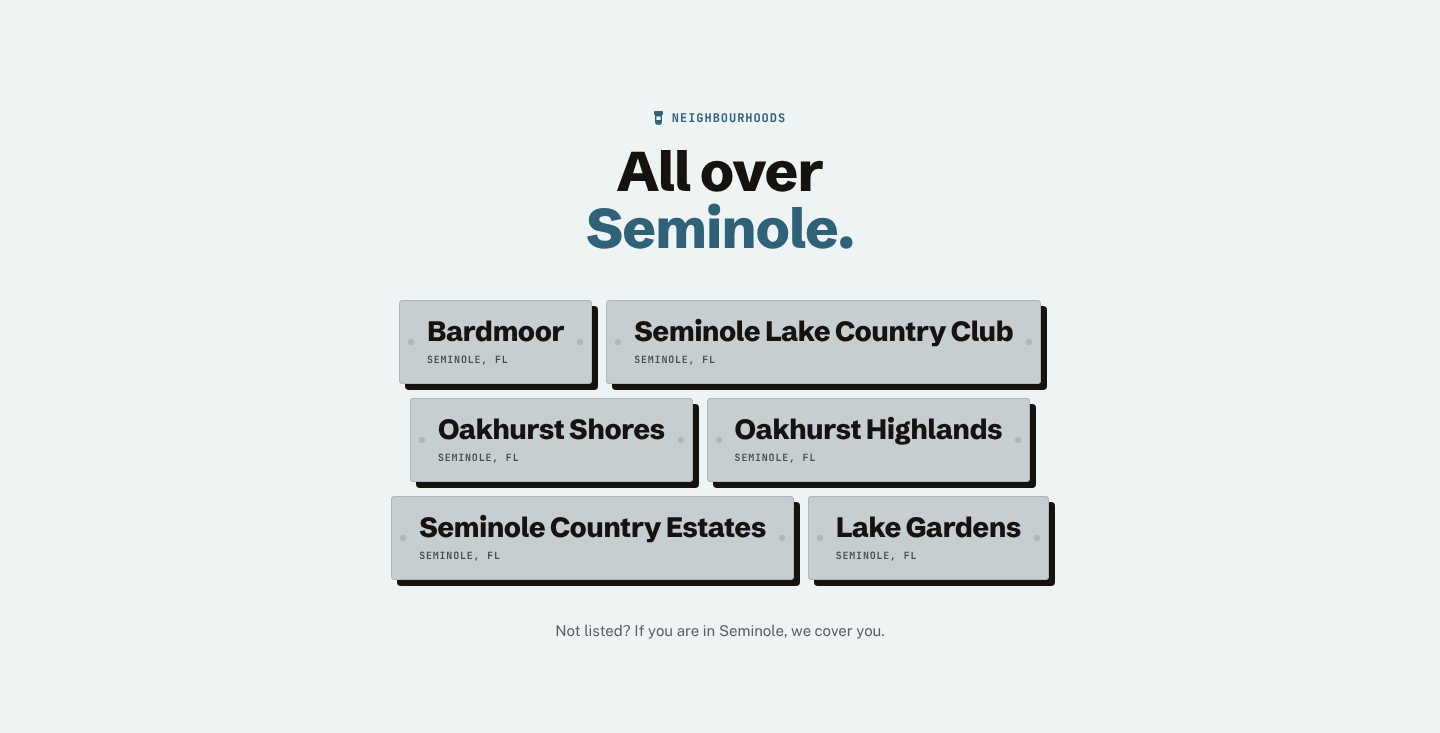 NEIGHBOURHOODS
All over
Seminole.
Bardmoor
SEMINOLE, FL
Seminole Lake Country Club
SEMINOLE, FL
Oakhurst Shores
SEMINOLE, FL
Oakhurst Highlands
SEMINOLE, FL
Seminole Country Estates
SEMINOLE, FL
Lake Gardens
SEMINOLE, FL
Not listed? If you are in Seminole, we cover you.